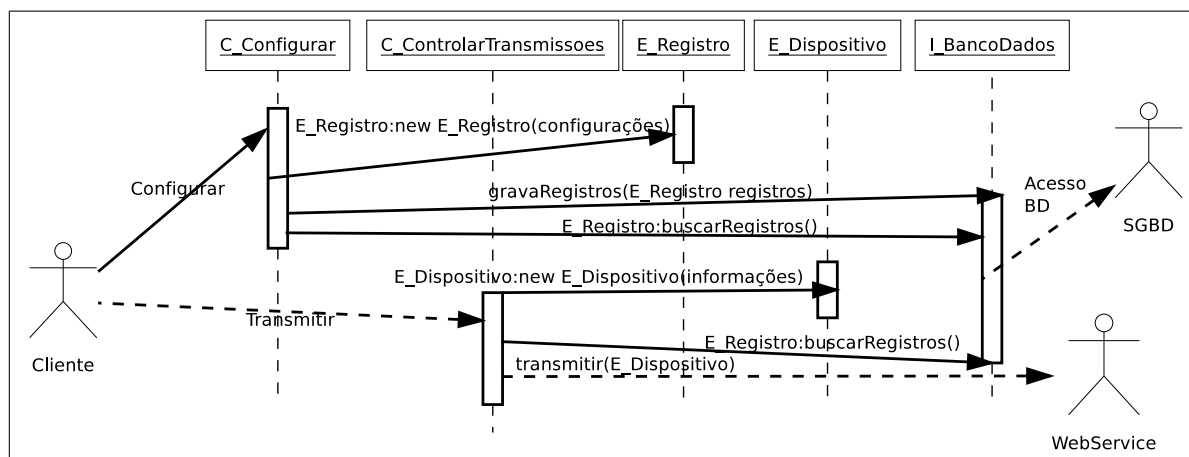 C_Configurar
C_ControlarTransmissoes
E_Registro
E_Dispositivo
I_BancoDados
E_Registro:new E_Registro(configurações)
Configurar
gravaRegistros(E_Registro registros)
Acesso
BD
SGBD
E_Registro:buscarRegistros()
E_Dispositivo:new E_Dispositivo(informações)
Transmitir
E_Registro:buscarRegistros()
Cliente
transmitir(E_Dispositivo)
WebService